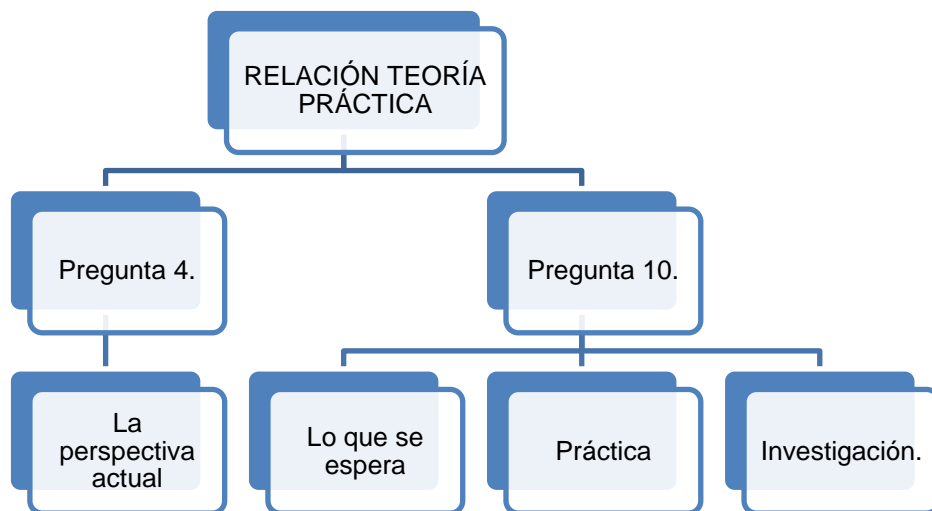 RELACIÓN TEORÍA
PRÁCTICA
Pregunta 4.
Pregunta 10.
La
perspectiva
actual
Lo que se
espera
Práctica
Investigación.